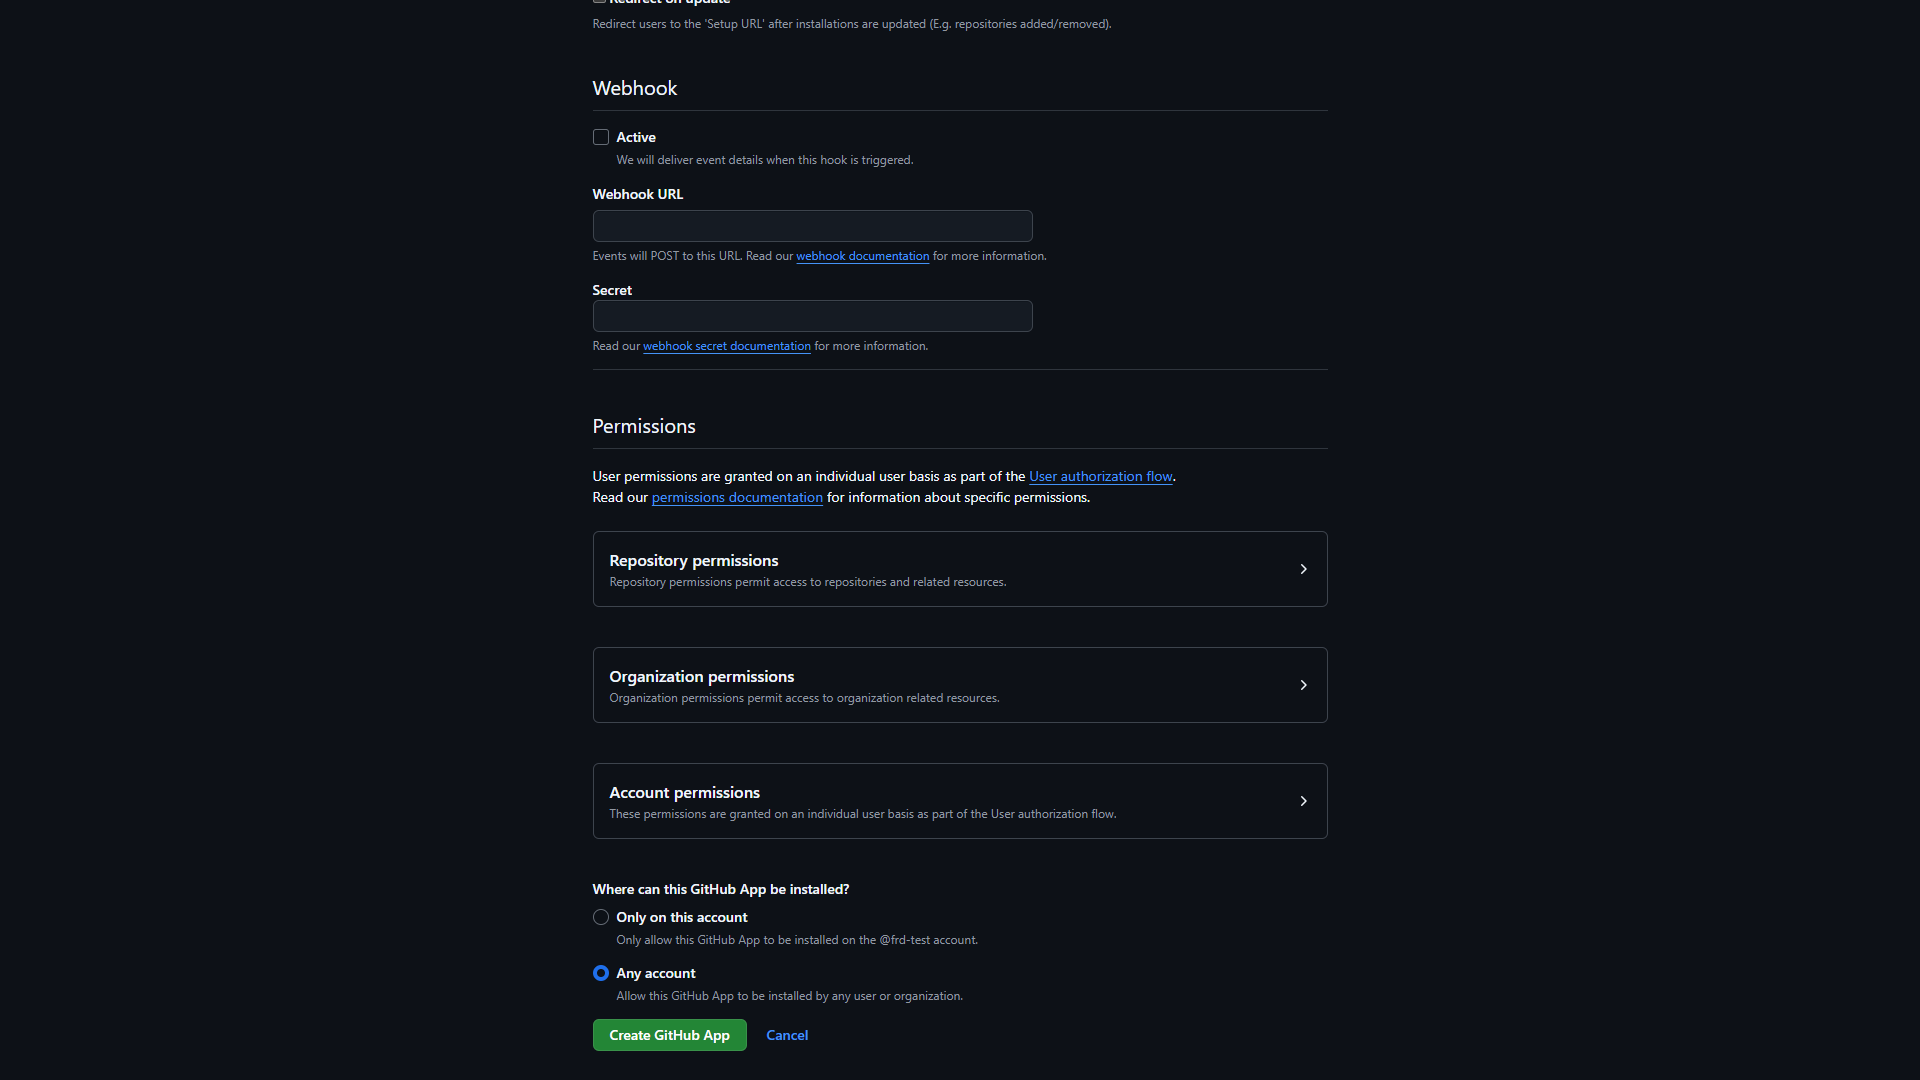 Redirect on update
Redirect users to the 'Setup URL' after installations are updated (E.g. repositories added/removed).
Webhook
Active
We will deliver event details when this hook is triggered.
Webhook URL
Events will POST to this URL. Read our webhook documentation for more information.
Secret
Read our webhook secret documentation for more information.
Permissions
User permissions are granted on an individual user basis as part of the User authorization flow.
Read our permissions documentation for information about specific permissions.
Repository permissions
Repository permissions permit access to repositories and related resources.
Organization permissions
Organization permissions permit access to organization related resources.
Account permissions
These permissions are granted on an individual user basis as part of the User authorization flow.
Where can this GitHub App be installed?
Only on this account
Only allow this GitHub App to be installed on the @frd-test account.
Any account
Allow this GitHub App to be installed by any user or organization.
Create GitHub App Cancel